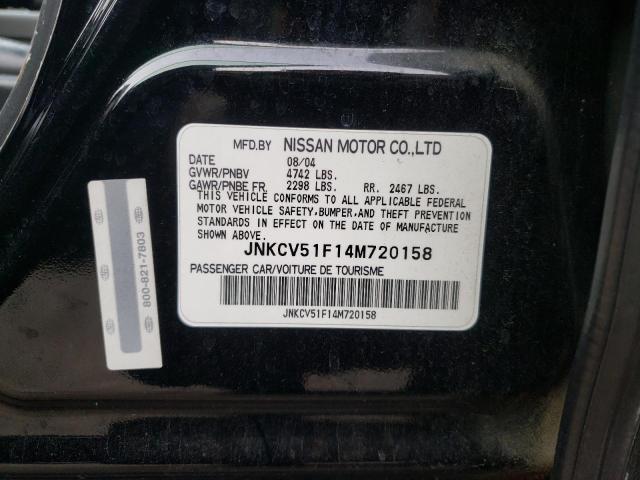 MFD.BY NISSAN MOTOR CO.,LTD
DATE 08/04
GVWR/PNBV 4742 LBS.
GAWR/PNBE FR. 2298 LBS. RR. 2467 LBS.
THIS VEHICLE CONFORMS TO ALL APPLICABLE FEDERAL
MOTOR VEHICLE SAFETY,BUMPER,AND THEFT PREVENTION
STANDARDS IN EFFECT ON THE DATE OF MANUFACTURE
SHOWN ABOVE. JNKCV51F14M720158
PASSENGER CAR/VOITURE DE TOURISME
JNKCV51F14M720158
800-821-7803